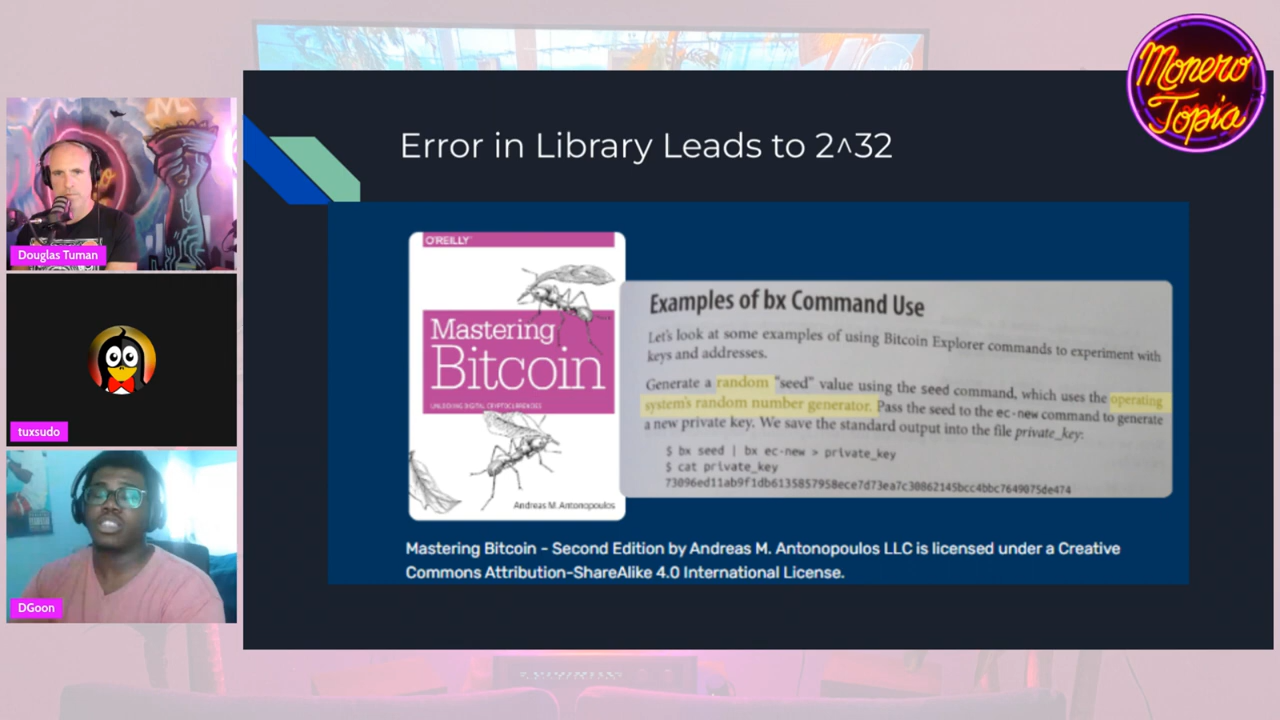 Monero
Topia
Error in Library Leads to 2^32
Douglas Tuman
tuxsudo
DGoon
O'REILLY
Mastering
Bitcoin
UNLOCKING DIGITAL CRYPTOCURRENCIES
Andreas M. Antonopoulos
Examples of bx Command Use
Let's look at some examples of using Bitcoin Explorer commands to experiment with
keys and addresses.
Generate a random "seed" value using the seed command, which uses the operating
system's random number generator. Pass the seed to the ec-new command to generate
a new private key. We save the standard output into the file private_key:
$ bx seed | bx ec-new > private_key
$ cat private_key
73096ed11ab9f1db6135857958ece7d73ea7c30862145bcc4bbc7649075de474
Mastering Bitcoin - Second Edition by Andreas M. Antonopoulos LLC is licensed under a Creative
Commons Attribution-ShareAlike 4.0 International License.